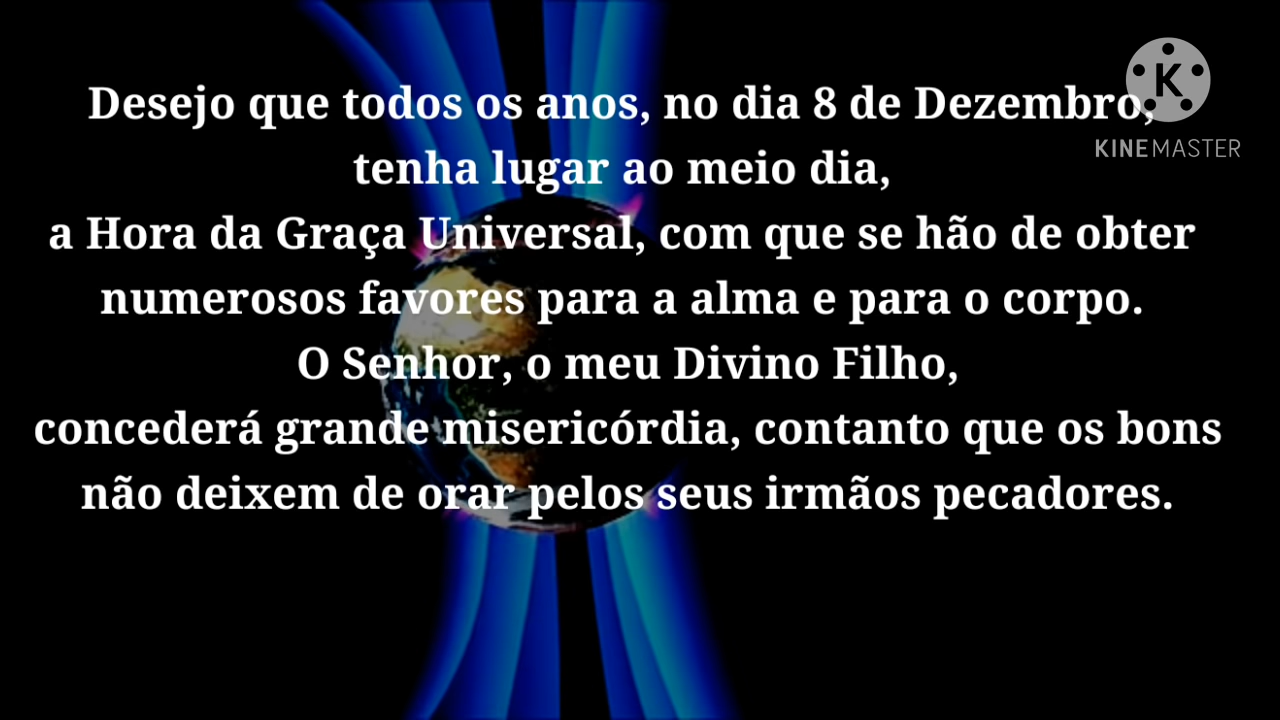 Desejo que todos os anos, no dia 8 de Dezembro,
tenha lugar ao meio dia,
a Hora da Graça Universal, com que se hão de obter
numerosos favores para a alma e para o corpo.
O Senhor, o meu Divino Filho,
concederá grande misericórdia, contanto que os bons
não deixem de orar pelos seus irmãos pecadores.
K
KINEMASTER